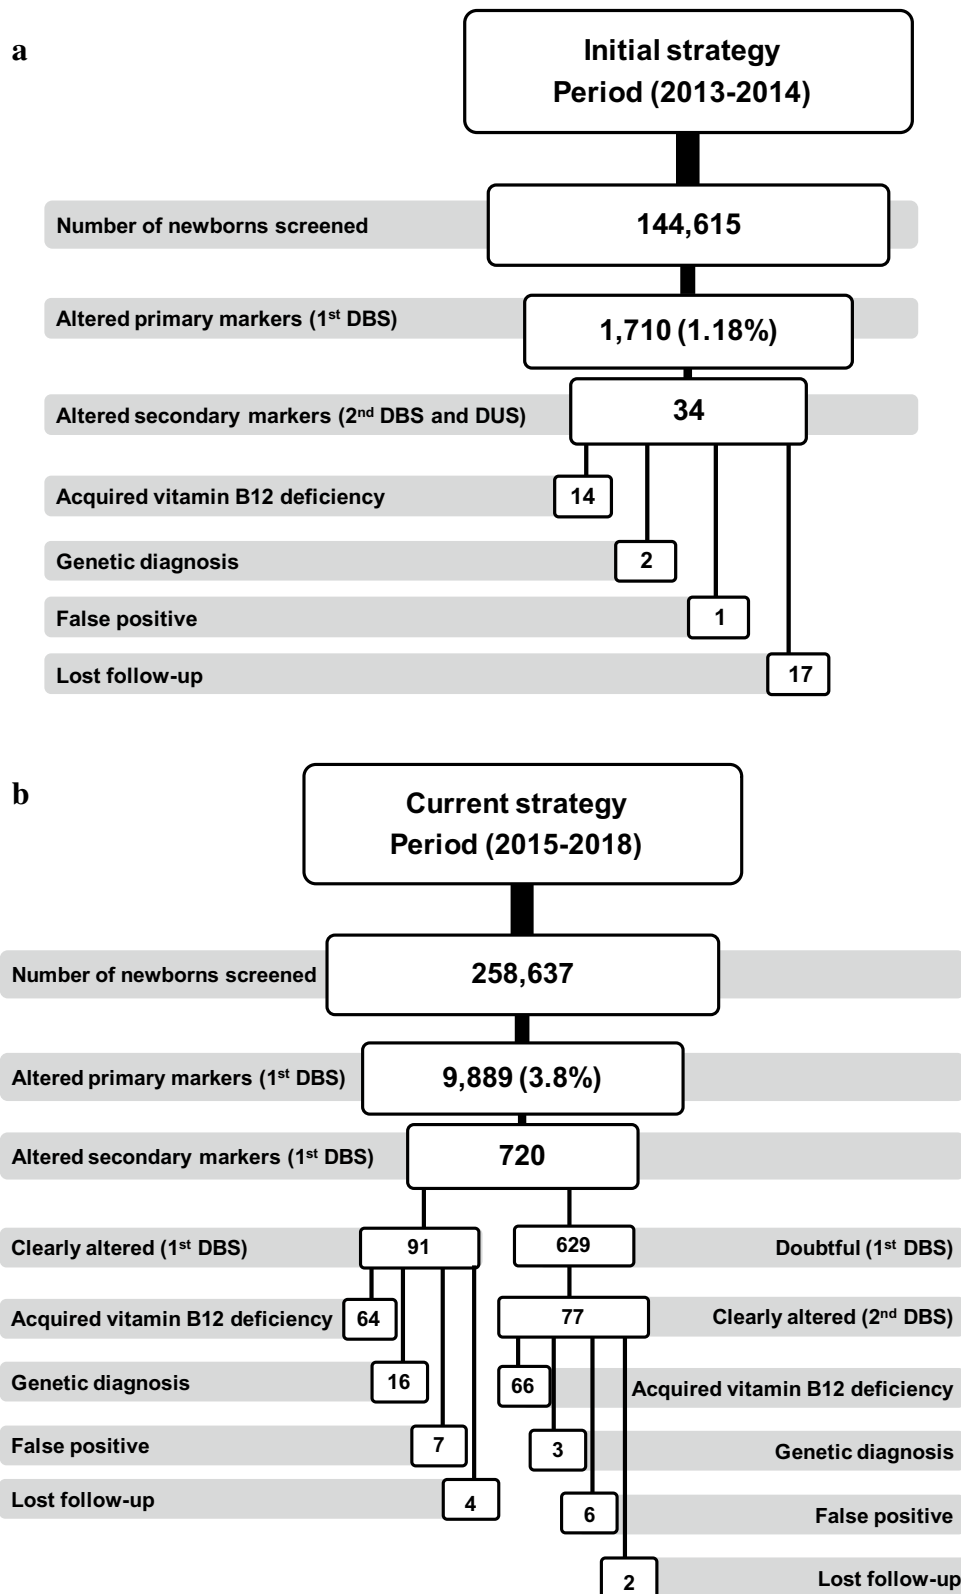 a
Initial strategy
Period (2013-2014)
Number of newborns screened
144,615
Altered primary markers (1st DBS)
1,710 (1.18%)
Altered secondary markers (2nd DBS and DUS)
34
Acquired vitamin B12 deficiency
14
Genetic diagnosis
2
False positive
1
Lost follow-up
17
b
Current strategy
Period (2015-2018)
Number of newborns screened
258,637
Altered primary markers (1st DBS)
9,889 (3.8%)
Altered secondary markers (1st DBS)
720
Clearly altered (1st DBS)
91
629
Doubtful (1st DBS)
Acquired vitamin B12 deficiency
64
77
Clearly altered (2nd DBS)
Genetic diagnosis
16
66
Acquired vitamin B12 deficiency
False positive
7
3
Genetic diagnosis
Lost follow-up
4
6
False positive
2
Lost follow-up